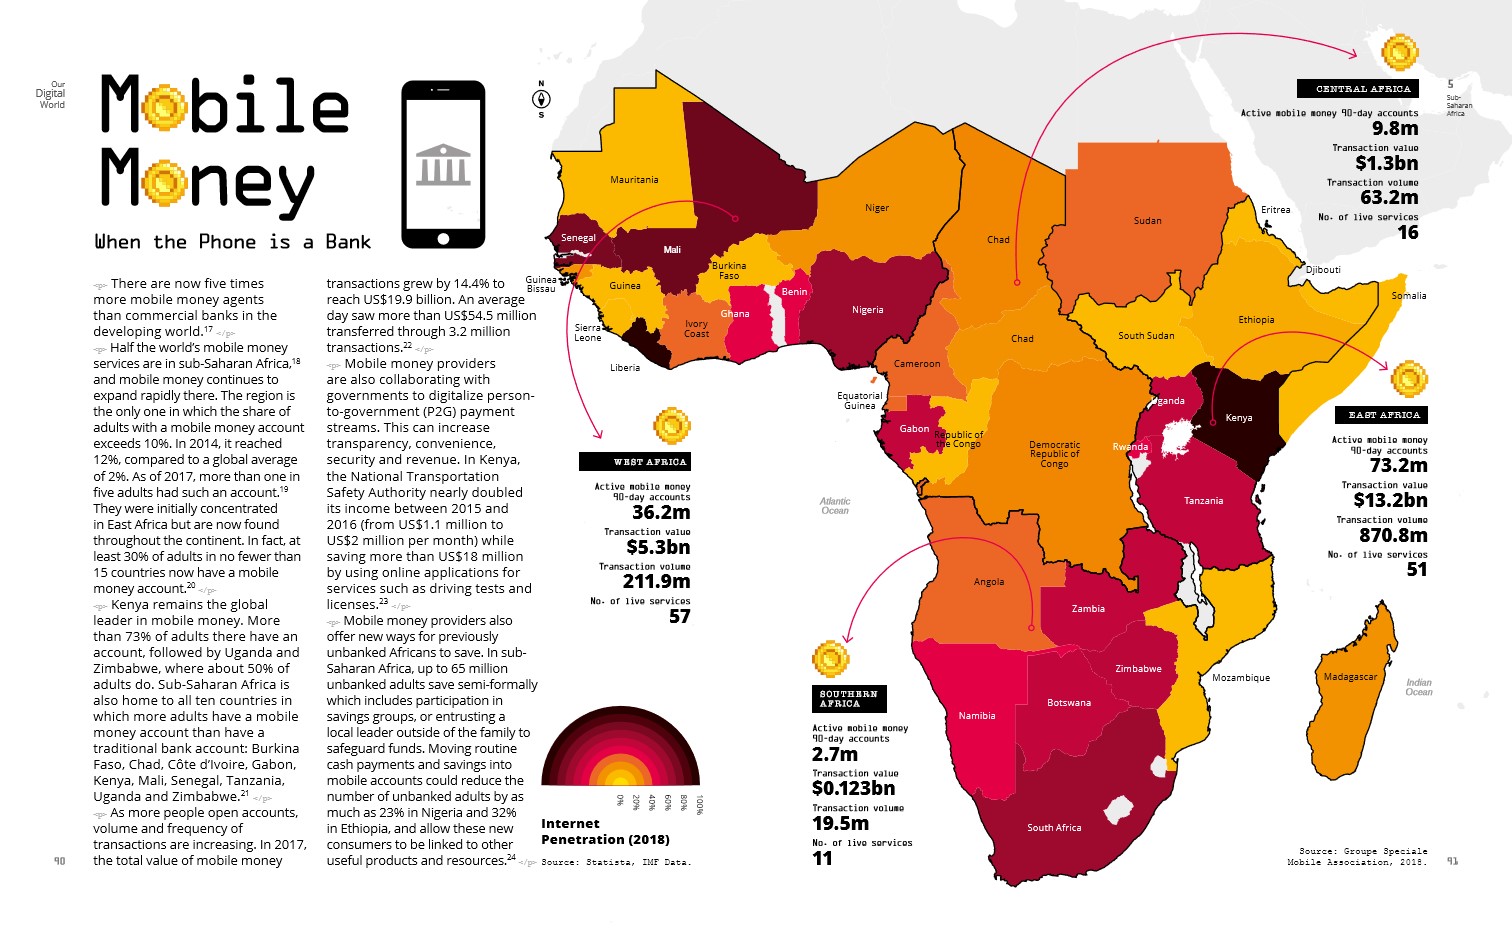 Our
Digital
World
Mobile
Money
When the Phone is a Bank
<p> There are now five times
more mobile money agents
than commercial banks in the
developing world.17 </p>
<p> Half the world's mobile money
services are in sub-Saharan Africa,18
and mobile money continues to
expand rapidly there. The region is
the only one in which the share of
adults with a mobile money account
exceeds 10%. In 2014, it reached
12%, compared to a global average
of 2%. As of 2017, more than one in
five adults had such an account.19
They were initially concentrated
in East Africa but are now found
throughout the continent. In fact, at
least 30% of adults in no fewer than
15 countries now have a mobile
money account.20 </p>
<p> Kenya remains the global
leader in mobile money. More
than 73% of adults there have an
account, followed by Uganda and
Zimbabwe, where about 50% of
adults do. Sub-Saharan Africa is
also home to all ten countries in
which more adults have a mobile
money account than have a
traditional bank account: Burkina
Faso, Chad, Côte d'Ivoire, Gabon,
Kenya, Mali, Senegal, Tanzania,
Uganda and Zimbabwe.21 </p>
<p> As more people open accounts,
volume and frequency of
transactions are increasing. In 2017,
the total value of mobile money
transactions grew by 14.4% to
reach US$19.9 billion. An average
day saw more than US$54.5 million
transferred through 3.2 million
transactions.22 </p>
<p> Mobile money providers
are also collaborating with
governments to digitalize person-
to-government (P2G) payment
streams. This can increase
transparency, convenience,
security and revenue. In Kenya,
the National Transportation
Safety Authority nearly doubled
its income between 2015 and
2016 (from US$1.1 million to
US$2 million per month) while
saving more than US$18 million
by using online applications for
services such as driving tests and
licenses.23 </p>
<p> Mobile money providers also
offer new ways for previously
unbanked Africans to save. In sub-
Saharan Africa, up to 65 million
unbanked adults save semi-formally
which includes participation in
savings groups, or entrusting a
local leader outside of the family to
safeguard funds. Moving routine
cash payments and savings into
mobile accounts could reduce the
number of unbanked adults by as
much as 23% in Nigeria and 32%
in Ethiopia, and allow these new
consumers to be linked to other
useful products and resources.24 </p>
90
N
S
Mauritania
Senegal
Mali
Niger
Chad
Sudan
Eritrea
Djibouti
Somalia
Guinea
Bissau
Guinea
Burkina
Faso
Benin
Ghana
Ivory
Coast
Sierra
Leone
Liberia
Nigeria
Chad
South Sudan
Ethiopia
Cameroon
Equatorial
Guinea
Gabon
Republic of
the Congo
Democratic
Republic of
Congo
Uganda
Rwanda
Kenya
Tanzania
Angola
Zambia
Zimbabwe
Mozambique
Namibia
Botswana
South Africa
Madagascar
Atlantic
Ocean
Indian
Ocean
CENTRAL AFRICA
Active mobile money 90-day accounts
9.8m
Transaction value
$1.3bn
Transaction volume
63.2m
No. of live services
16
5
Sub-
Saharan
Africa
EAST AFRICA
Active mobile money
90-day accounts
73.2m
Transaction value
$13.2bn
Transaction volume
870.8m
No. of live services
51
WEST AFRICA
Active mobile money
90-day accounts
36.2m
Transaction value
$5.3bn
Transaction volume
211.9m
No. of live services
57
SOUTHERN
AFRICA
Active mobile money
90-day accounts
2.7m
Transaction value
$0.123bn
Transaction volume
19.5m
No. of live services
11
0%
20%
40%
60%
80%
100%
Internet
Penetration (2018)
Source: Statista, IMF Data.
Source: Groupe Speciale
Mobile Association, 2018.
91